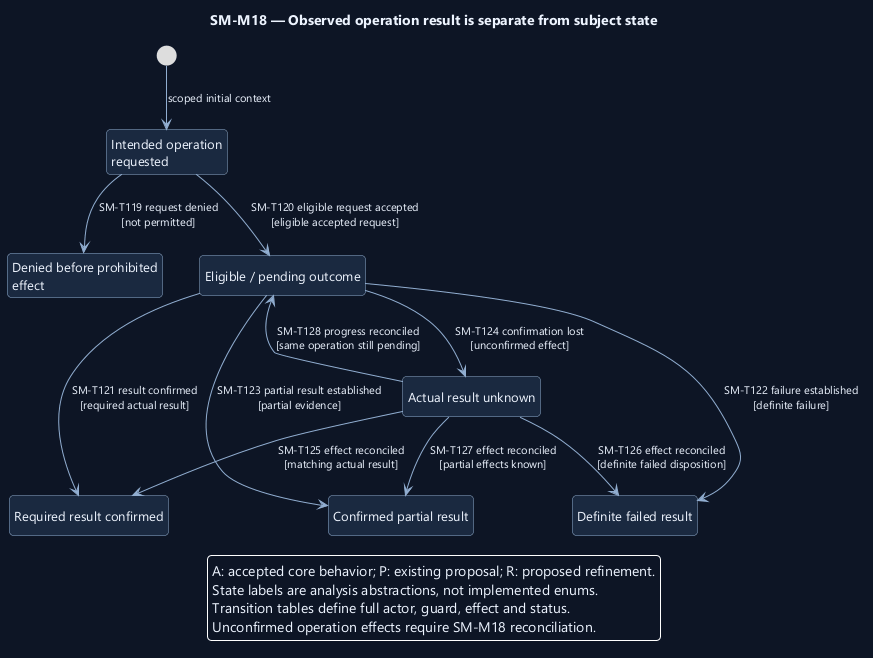 SM-M18 — Observed operation result is separate from subject state
scoped initial context
Intended operation
requested
SM-T119 request denied
[not permitted]
SM-T120 eligible request accepted
[eligible accepted request]
Denied before prohibited
effect
Eligible / pending outcome
SM-T128 progress reconciled
[same operation still pending]
SM-T124 confirmation lost
[unconfirmed effect]
SM-T121 result confirmed
[required actual result]
SM-T123 partial result established
[partial evidence]
Actual result unknown
SM-T122 failure established
[definite failure]
SM-T125 effect reconciled
[matching actual result]
SM-T127 effect reconciled
[partial effects known]
SM-T126 effect reconciled
[definite failed disposition]
Required result confirmed
Confirmed partial result
Definite failed result
A: accepted core behavior; P: existing proposal; R: proposed refinement.
State labels are analysis abstractions, not implemented enums.
Transition tables define full actor, guard, effect and status.
Unconfirmed operation effects require SM-M18 reconciliation.